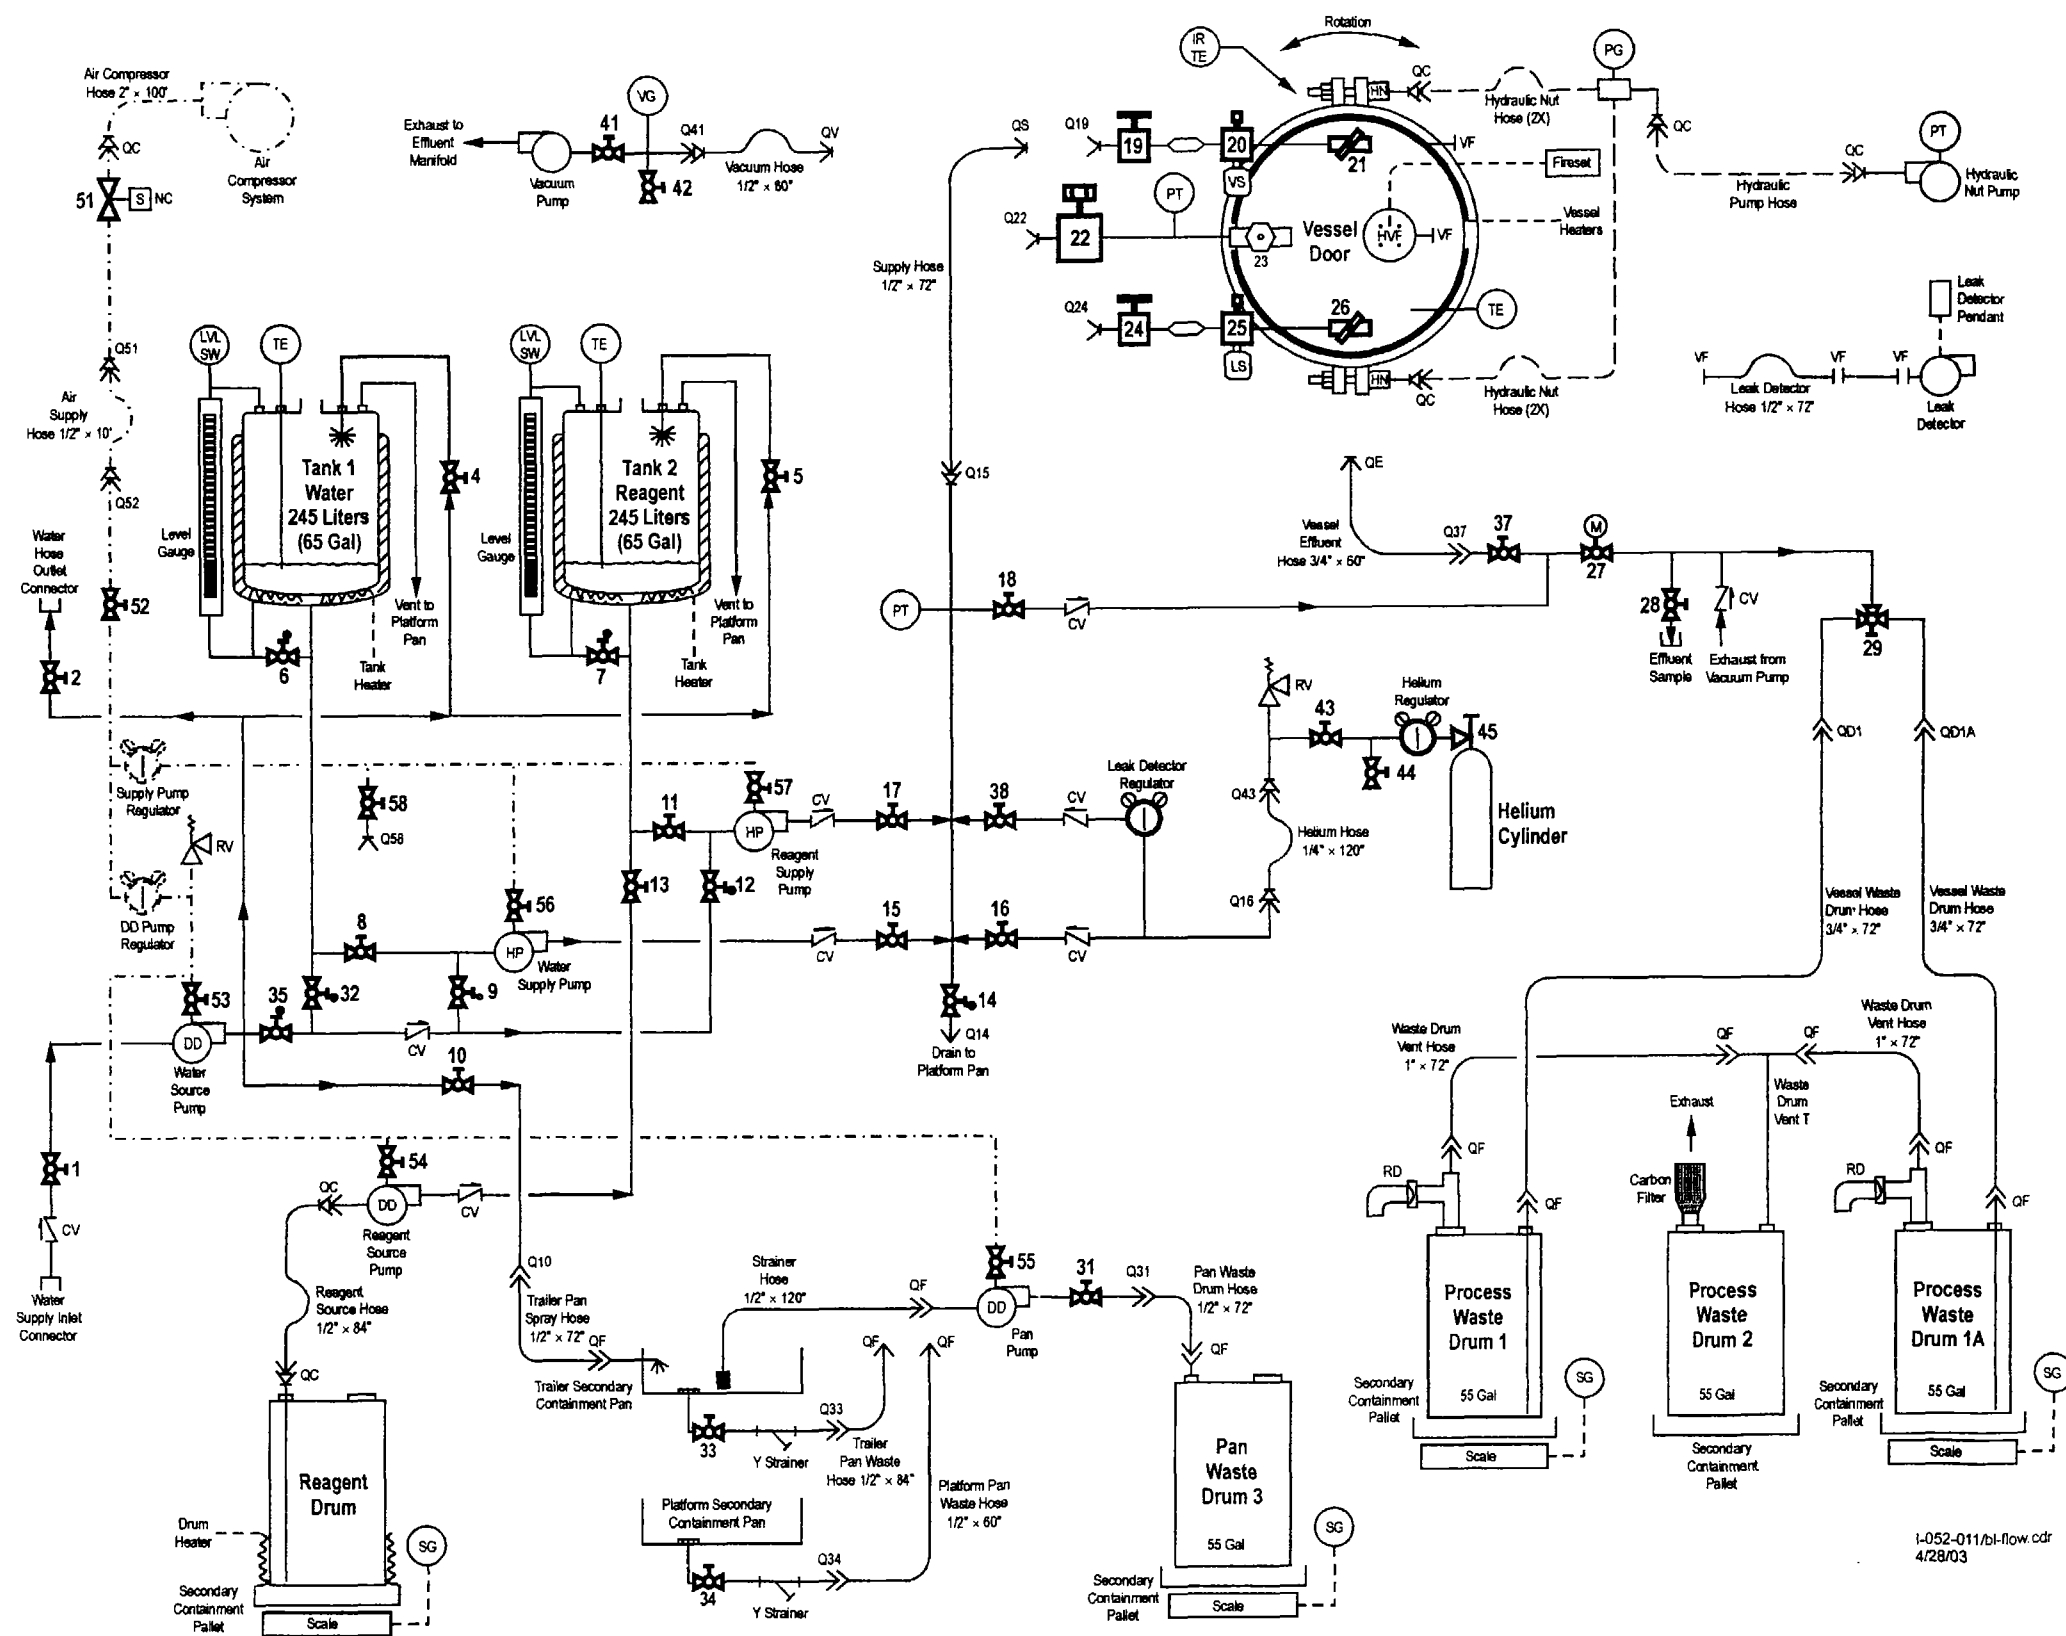 Air Compressor
Hose 2" × 100'
QC
Air
Compressor
System
51
S
NC
Q51
Air
Supply
Hose 1/2" × 10'
Q52
52
Water
Hose
Outlet
Connector
2
Exhaust to
Effluent
Manifold
Vacuum
Pump
41
VG
Q41
42
Vacuum Hose
1/2" × 60"
QV
LVL
SW
TE
Tank 1
Water
245 Liters
(65 Gal)
Level
Gauge
4
Vent to
Platform
Pan
Tank
Heater
6
LVL
SW
TE
Tank 2
Reagent
245 Liters
(65 Gal)
Level
Gauge
5
Vent to
Platform
Pan
Tank
Heater
7
QS
Supply Hose
1/2" × 72"
Q15
IR
TE
Rotation
Q19
19
20
VS
21
VF
HN
QC
Hydraulic Nut
Hose (2X)
PG
QC
Hydraulic
Pump Hose
QC
PT
Hydraulic
Nut Pump
Fireset
Q22
22
PT
23
Vessel
Door
HVF
VF
Vessel
Heaters
Q24
24
25
LS
26
TE
HN
QC
Hydraulic Nut
Hose (2X)
Leak
Detector
Pendant
VF
VF
VF
Leak Detector
Hose 1/2" × 72"
Leak
Detector
QE
Vessel
Effluent
Hose 3/4" × 60"
Q37
37
M
27
28
CV
Effluent
Sample
Exhaust from
Vacuum Pump
29
PT
18
CV
QD1
QD1A
RV
43
Helium
Regulator
45
44
Q43
Helium Hose
1/4" × 120"
Q16
Helium
Cylinder
Leak Detector
Regulator
Supply Pump
Regulator
58
Q58
57
11
HP
Reagent
Supply
Pump
CV
17
38
CV
RV
DD Pump
Regulator
56
13
12
8
HP
Water
Supply Pump
CV
15
16
CV
53
35
32
9
DD
Water
Source
Pump
CV
14
Q14
Drain to
Platform Pan
10
1
CV
Water
Supply Inlet
Connector
54
QC
DD
Reagent
Source
Pump
CV
Reagent
Source Hose
1/2" × 84"
QC
Reagent
Drum
Drum
Heater
SG
Secondary
Containment
Pallet
Scale
Q10
Trailer Pan
Spray Hose
1/2" × 72"
QF
Trailer Secondary
Containment Pan
Strainer
Hose
1/2" × 120"
QF
55
DD
Pan
Pump
31
Q31
Pan Waste
Drum Hose
1/2" × 72"
QF
QF
QF
33
Y Strainer
Q33
Trailer
Pan Waste
Hose 1/2" × 84"
Platform Secondary
Containment Pan
Platform Pan
Waste Hose
1/2" × 60"
34
Y Strainer
Q34
Pan
Waste
Drum 3
55 Gal
Secondary
Containment
Pallet
Scale
SG
Vessel Waste
Drum Hose
3/4" × 72"
Vessel Waste
Drum Hose
3/4" × 72"
Waste Drum
Vent Hose
1" × 72"
QF
QF
Waste Drum
Vent Hose
1" × 72"
Waste
Drum
Vent T
Exhaust
Carbon
Filter
RD
QF
QF
RD
QF
QF
Process
Waste
Drum 1
55 Gal
Process
Waste
Drum 2
55 Gal
Process
Waste
Drum 1A
55 Gal
Secondary
Containment
Pallet
Scale
SG
Secondary
Containment
Pallet
Secondary
Containment
Pallet
Scale
SG
I-052-011/bl-flow.cdr
4/28/03